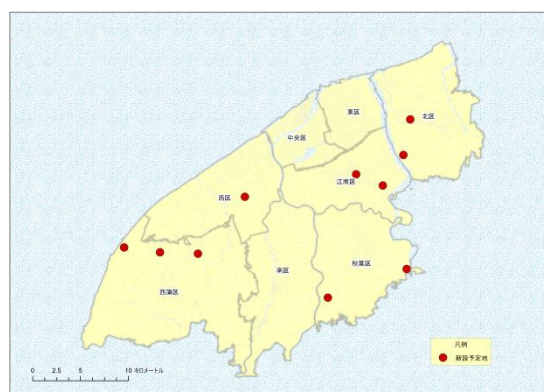 北区
東区
中央区
江南区
西区
秋葉区
南区
西蒲区
凡例
新設予定地
0 2.5 5 10 キロメートル